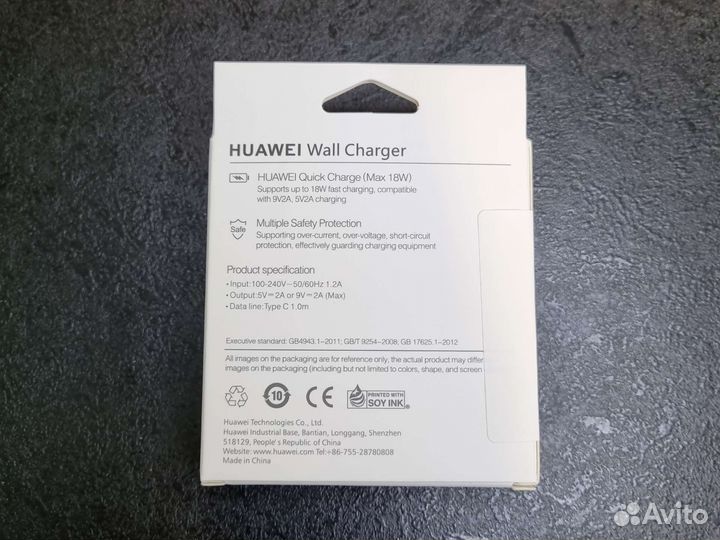 HUAWEI Wall Charger
HUAWEI Quick Charge (Max 18W)
Supports up to 18W fast charging, compatible
with 9V2A, 5V2A charging
Safe
Multiple Safety Protection
Supporting over-current, over-voltage, short-circuit
protection, effectively guarding charging equipment
Product specification
• Input:100-240V~50/60Hz 1.2A
• Output:5V⎓2A or 9V⎓2A (Max)
• Data line:Type C 1.0m
Executive standard: GB4943.1-2011; GB/T 9254-2008; GB 17625.1-2012
All images on the packaging are for reference only, the actual product may differ
images on the packaging (including but not limited to colors, shape, and screen
10
CE
PRINTED WITH
SOY INK
Huawei Technologies Co., Ltd.
Huawei Industrial Base, Bantian, Longgang, Shenzhen
518129, People's Republic of China
Website: www.huawei.com Tel:+86-755-28780808
Made in China
Avito